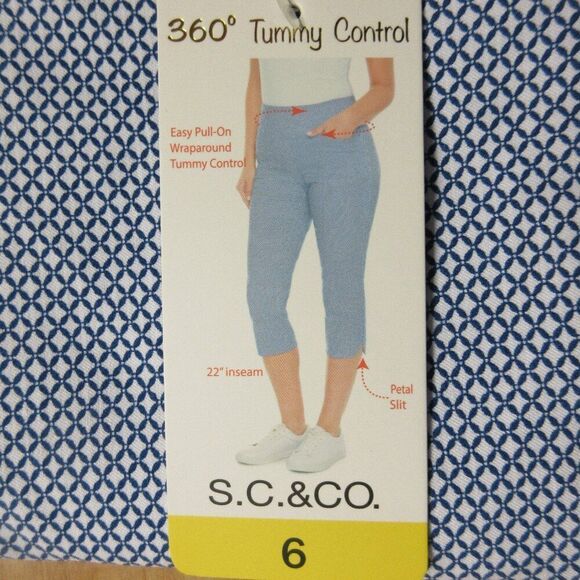 360° Tummy Control
Easy Pull-On
Wraparound
Tummy Control
22" inseam
Petal
Slit
S.C.&CO.
6